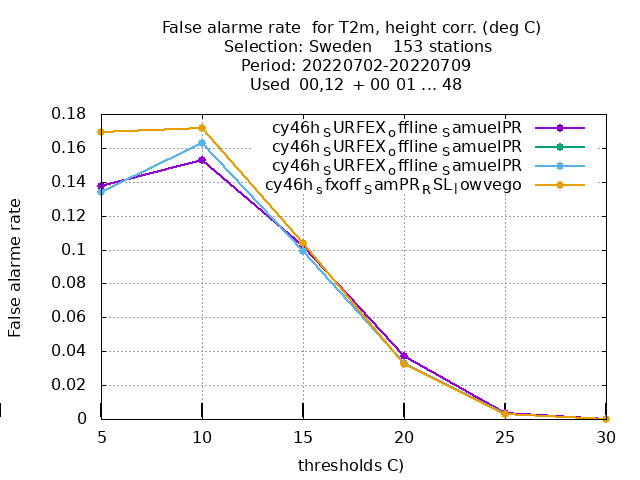 False alarme rate  for T2m, height corr. (deg C)
Selection: Sweden    153 stations
Period: 20220702-20220709
Used  00,12  + 00 01 ... 48
cy46h_SURFEX_offline_SamuelPR
cy46h_SURFEX_offline_SamuelPR
cy46h_SURFEX_offline_SamuelPR
cy46h_sfxoff_SamPR_RSL_lowvego
0.18
0.16
0.14
0.12
0.1
0.08
0.06
0.04
0.02
0
False alarme rate
5 10 15 20 25 30
thresholds C)